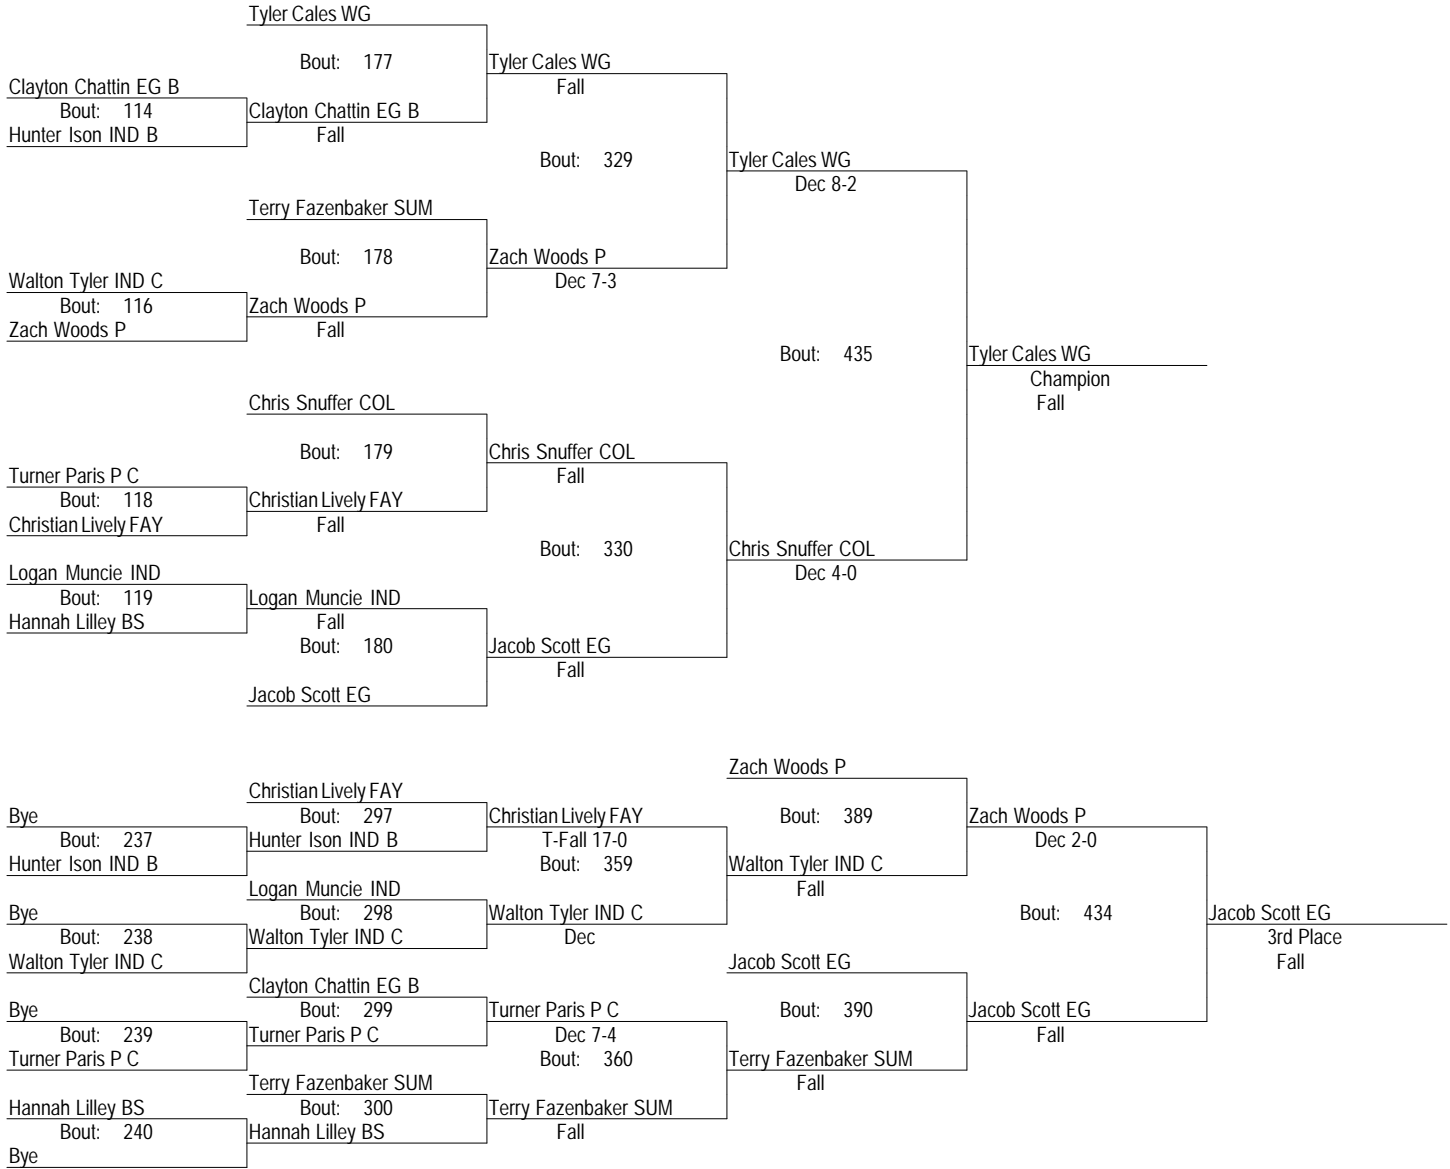 Tyler Cales WG
Bout: 177 Tyler Cales WG
Clayton Chattin EG B Fall
Bout: 114 Clayton Chattin EG B
Hunter Ison IND B Fall
Bout: 329 Tyler Cales WG
Dec 8-2
Terry Fazenbaker SUM
Bout: 178 Zach Woods P
Walton Tyler IND C Dec 7-3
Bout: 116 Zach Woods P
Zach Woods P Fall
Bout: 435 Tyler Cales WG
Champion
Chris Snuffer COL Fall
Bout: 179 Chris Snuffer COL
Turner Paris P C Fall
Bout: 118 Christian Lively FAY
Christian Lively FAY Fall
Bout: 330 Chris Snuffer COL
Logan Muncie IND Dec 4-0
Bout: 119 Logan Muncie IND
Hannah Lilley BS Fall
Bout: 180 Jacob Scott EG
Fall
Jacob Scott EG
Zach Woods P
Christian Lively FAY
Bye Bout: 297 Christian Lively FAY Bout: 389 Zach Woods P
Bout: 237 Hunter Ison IND B T-Fall 17-0 Dec 2-0
Hunter Ison IND B Bout: 359 Walton Tyler IND C
Logan Muncie IND Fall
Bye Bout: 298 Walton Tyler IND C Bout: 434 Jacob Scott EG
Bout: 238 Walton Tyler IND C Dec 3rd Place
Walton Tyler IND C Jacob Scott EG Fall
Clayton Chattin EG B
Bye Bout: 299 Turner Paris P C Bout: 390 Jacob Scott EG
Bout: 239 Turner Paris P C Dec 7-4 Fall
Turner Paris P C Bout: 360 Terry Fazenbaker SUM
Terry Fazenbaker SUM Fall
Hannah Lilley BS Bout: 300 Terry Fazenbaker SUM
Bout: 240 Hannah Lilley BS Fall
Bye